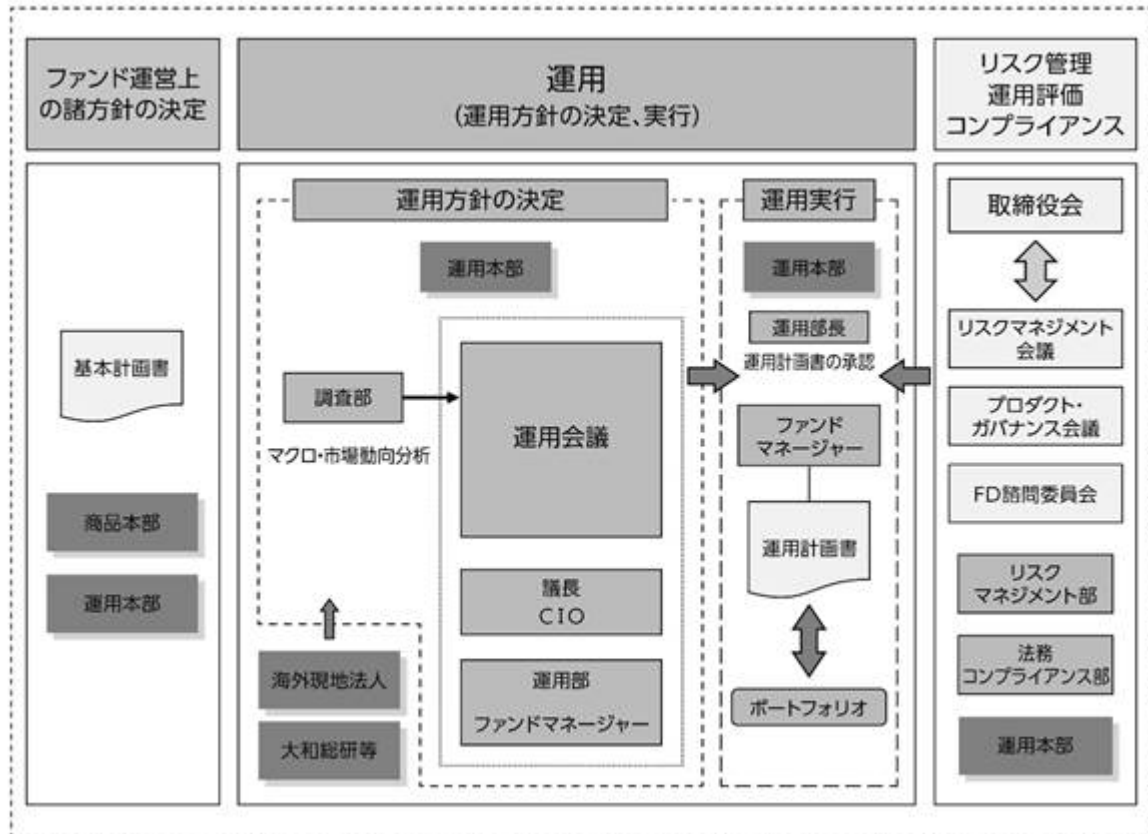 ファンド運営上
の諸方針の決定
運用
(運用方針の決定、実行)
リスク管理
運用評価
コンプライアンス
基本計画書
商品本部
運用本部
運用方針の決定
運用本部
調査部
マクロ・市場動向分析
運用会議
議長
CIO
運用部
ファンドマネージャー
海外現地法人
大和総研等
運用実行
運用本部
運用部長
運用計画書の承認
ファンド
マネージャー
運用計画書
ポートフォリオ
取締役会
リスクマネジメント
会議
プロダクト・
ガバナンス会議
FD諮問委員会
リスク
マネジメント部
法務
コンプライアンス部
運用本部